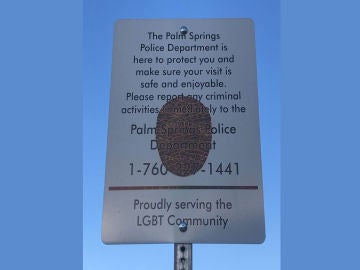 The Palm Springs
Police Department is
here to protect you and
make sure your visit is
safe and enjoyable.
Please report any criminal
activities immediately to the
Palm Springs Police
Department
1-760-  -1441
Proudly serving the
LGBT Community